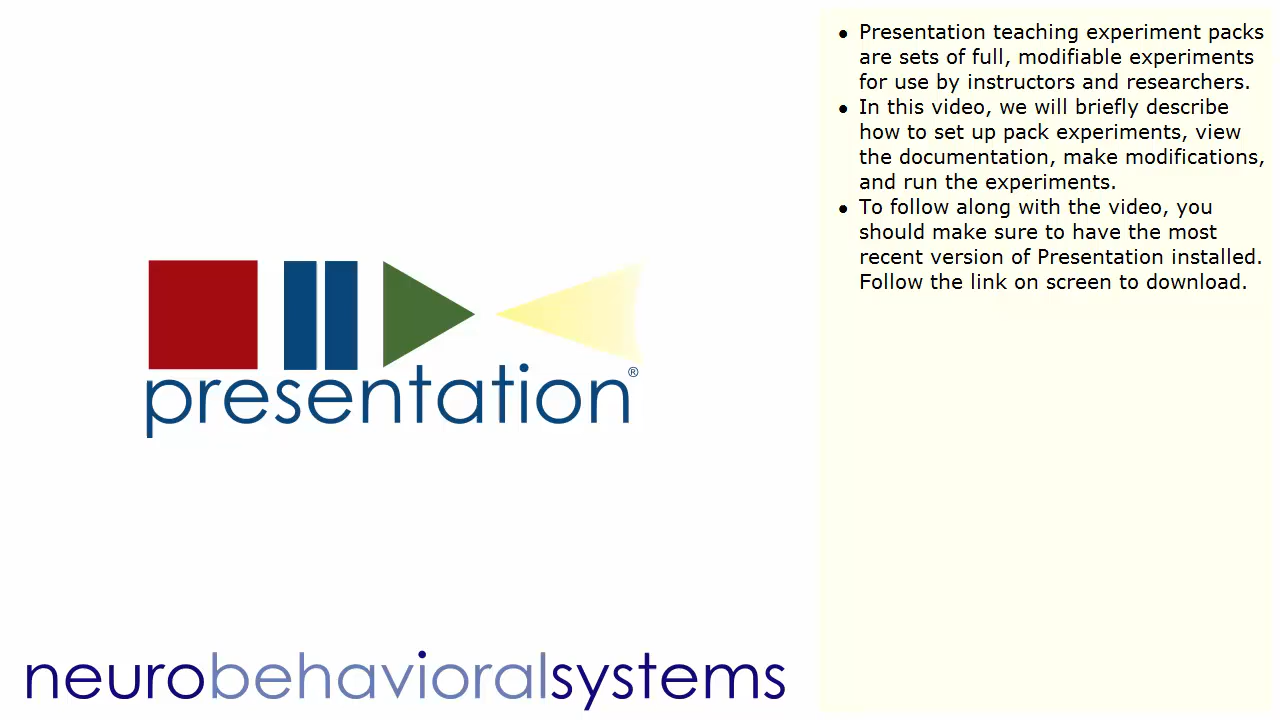 Presentation teaching experiment packs
are sets of full, modifiable experiments
for use by instructors and researchers.
In this video, we will briefly describe
how to set up pack experiments, view
the documentation, make modifications,
and run the experiments.
To follow along with the video, you
should make sure to have the most
recent version of Presentation installed.
Follow the link on screen to download.
presentation®
neurobehavioralsystems